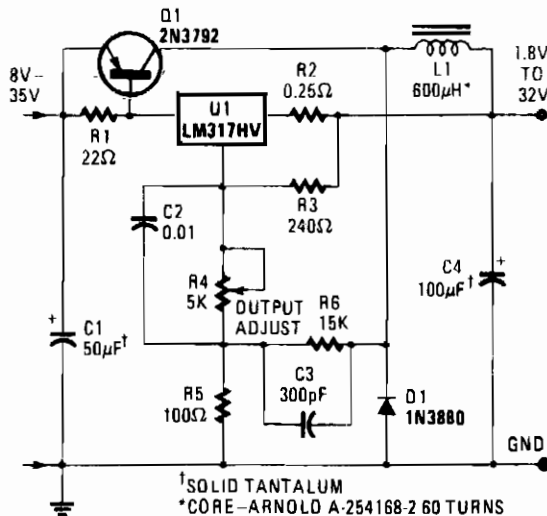 Q1
2N3792
8V–
35V
R1
22Ω
U1
LM317HV
R2
0.25Ω
L1
600µH*
1.8V
TO
32V
R3
240Ω
C2
0.01
R4
5K
OUTPUT
ADJUST
R6
15K
C4
100µF†
+
+
C1
50µF†
R5
100Ω
C3
300pF
D1
1N3880
GND
†SOLID TANTALUM
*CORE–ARNOLD A-254168-2 60 TURNS